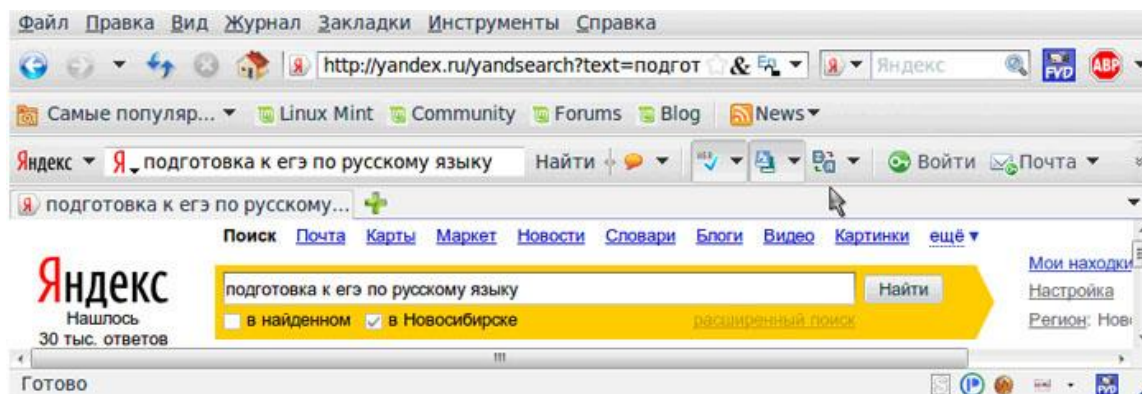 Файл Правка Вид Журнал Закладки Инструменты Справка
http://yandex.ru/yandsearch?text=подгот Яндекс FVD ABP
Самые популяр... Linux Mint Community Forums Blog News
Яндекс Я подготовка к егэ по русскому языку Найти Войти Почта
Я подготовка к егэ по русскому...
Поиск Почта Карты Маркет Новости Словари Блоги Видео Картинки ещё
Мои находки
Яндекс подготовка к егэ по русскому языку Найти Настройка
Нашлось в найденном в Новосибирске расширенный поиск Регион: Нов
30 тыс. ответов
Готово FVD